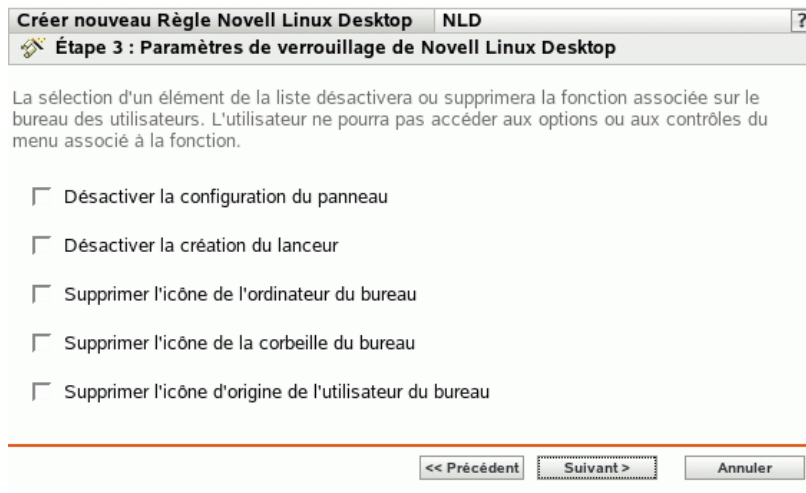 Créer nouveau Règle Novell Linux Desktop NLD ?
Étape 3 : Paramètres de verrouillage de Novell Linux Desktop
La sélection d'un élément de la liste désactivera ou supprimera la fonction associée sur le
bureau des utilisateurs. L'utilisateur ne pourra pas accéder aux options ou aux contrôles du
menu associé à la fonction.
Désactiver la configuration du panneau
Désactiver la création du lanceur
Supprimer l'icône de l'ordinateur du bureau
Supprimer l'icône de la corbeille du bureau
Supprimer l'icône d'origine de l'utilisateur du bureau
<< Précédent Suivant > Annuler